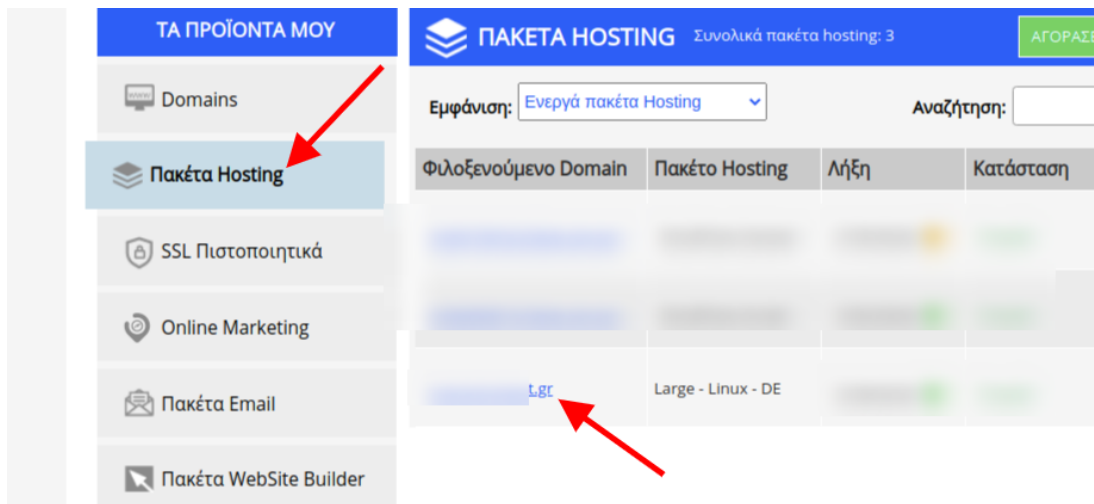 ΤΑ ΠΡΟΪΟΝΤΑ ΜΟΥ
Domains
Πακέτα Hosting
SSL Πιστοποιητικά
Online Marketing
Πακέτα Email
Πακέτα WebSite Builder
ΠΑΚΕΤΑ HOSTING Συνολικά πακέτα hosting: 3
Εμφάνιση: Ενεργά πακέτα Hosting Αναζήτηση:
Φιλοξενούμενο Domain Πακέτο Hosting Λήξη Κατάσταση
t.gr Large - Linux - DE